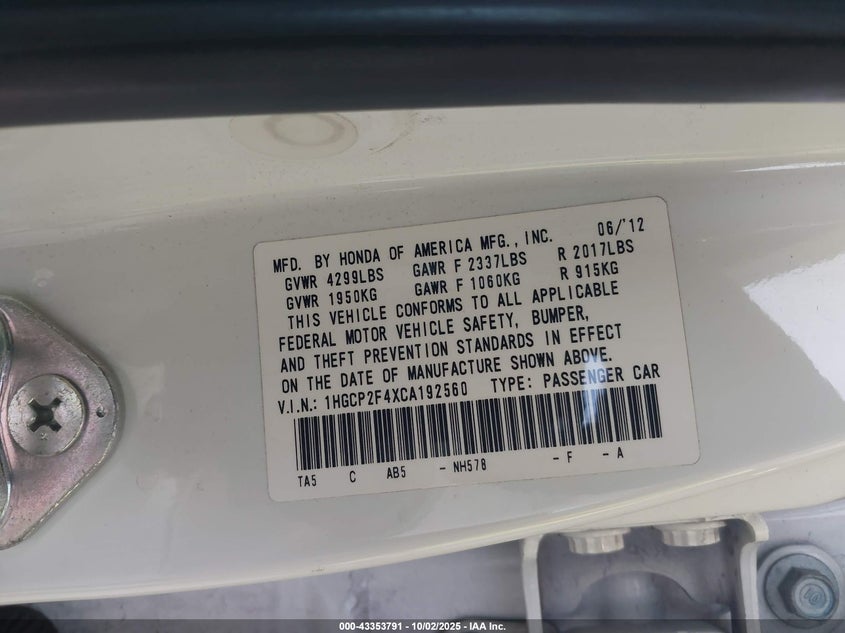 MFD. BY HONDA OF AMERICA MFG., INC. 06/'12
GVWR 4299LBS GAWR F 2337LBS R 2017LBS
GVWR 1950KG GAWR F 1060KG R 915KG
THIS VEHICLE CONFORMS TO ALL APPLICABLE
FEDERAL MOTOR VEHICLE SAFETY, BUMPER,
AND THEFT PREVENTION STANDARDS IN EFFECT
ON THE DATE OF MANUFACTURE SHOWN ABOVE.
V.I.N.: 1HGCP2F4XCA192560 TYPE: PASSENGER CAR
TA5 C AB5 - NH578 - F - A
000-43353791 - 10/02/2025 - IAA Inc.